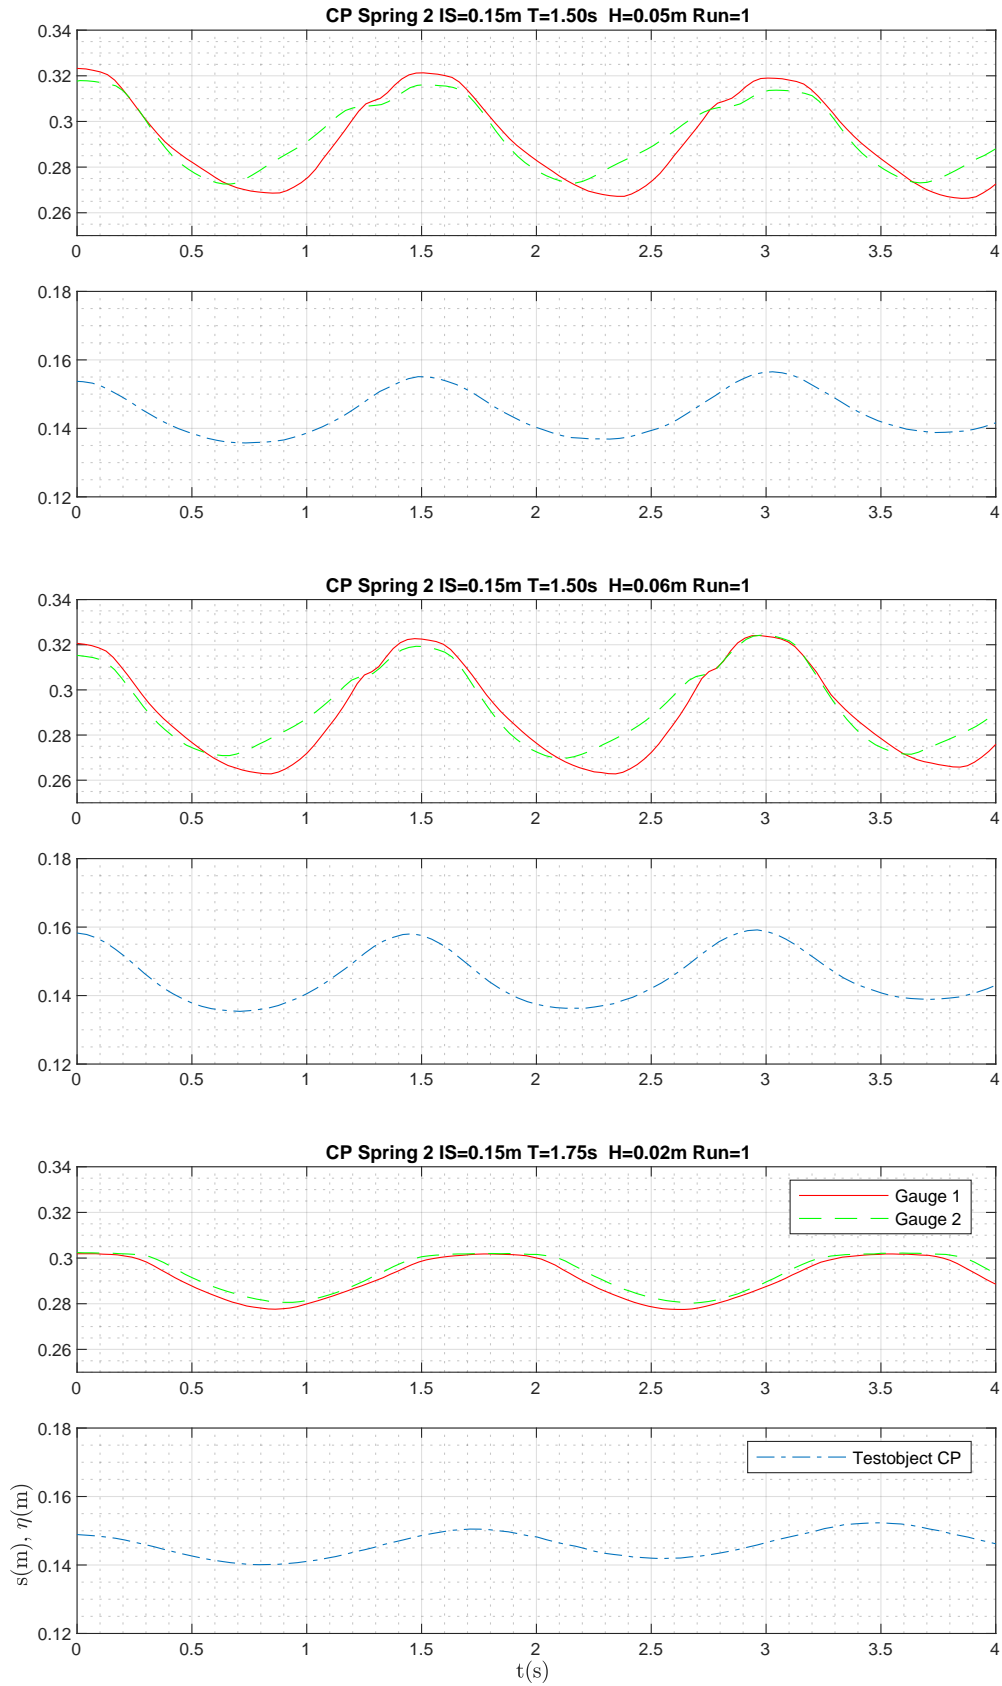 CP Spring 2 IS=0.15m T=1.50s  H=0.05m Run=1
0.34
0.32
0.3
0.28
0.26
0 0.5 1 1.5 2 2.5 3 3.5 4
0.18
0.16
0.14
0.12
0 0.5 1 1.5 2 2.5 3 3.5 4
CP Spring 2 IS=0.15m T=1.50s  H=0.06m Run=1
0.34
0.32
0.3
0.28
0.26
0 0.5 1 1.5 2 2.5 3 3.5 4
0.18
0.16
0.14
0.12
0 0.5 1 1.5 2 2.5 3 3.5 4
CP Spring 2 IS=0.15m T=1.75s  H=0.02m Run=1
0.34
Gauge 1
0.32
Gauge 2
0.3
0.28
0.26
0 0.5 1 1.5 2 2.5 3 3.5 4
0.18
Testobject CP
0.16
0.14
0.12
s(m), η(m)
0 0.5 1 1.5 2 2.5 3 3.5 4
t(s)